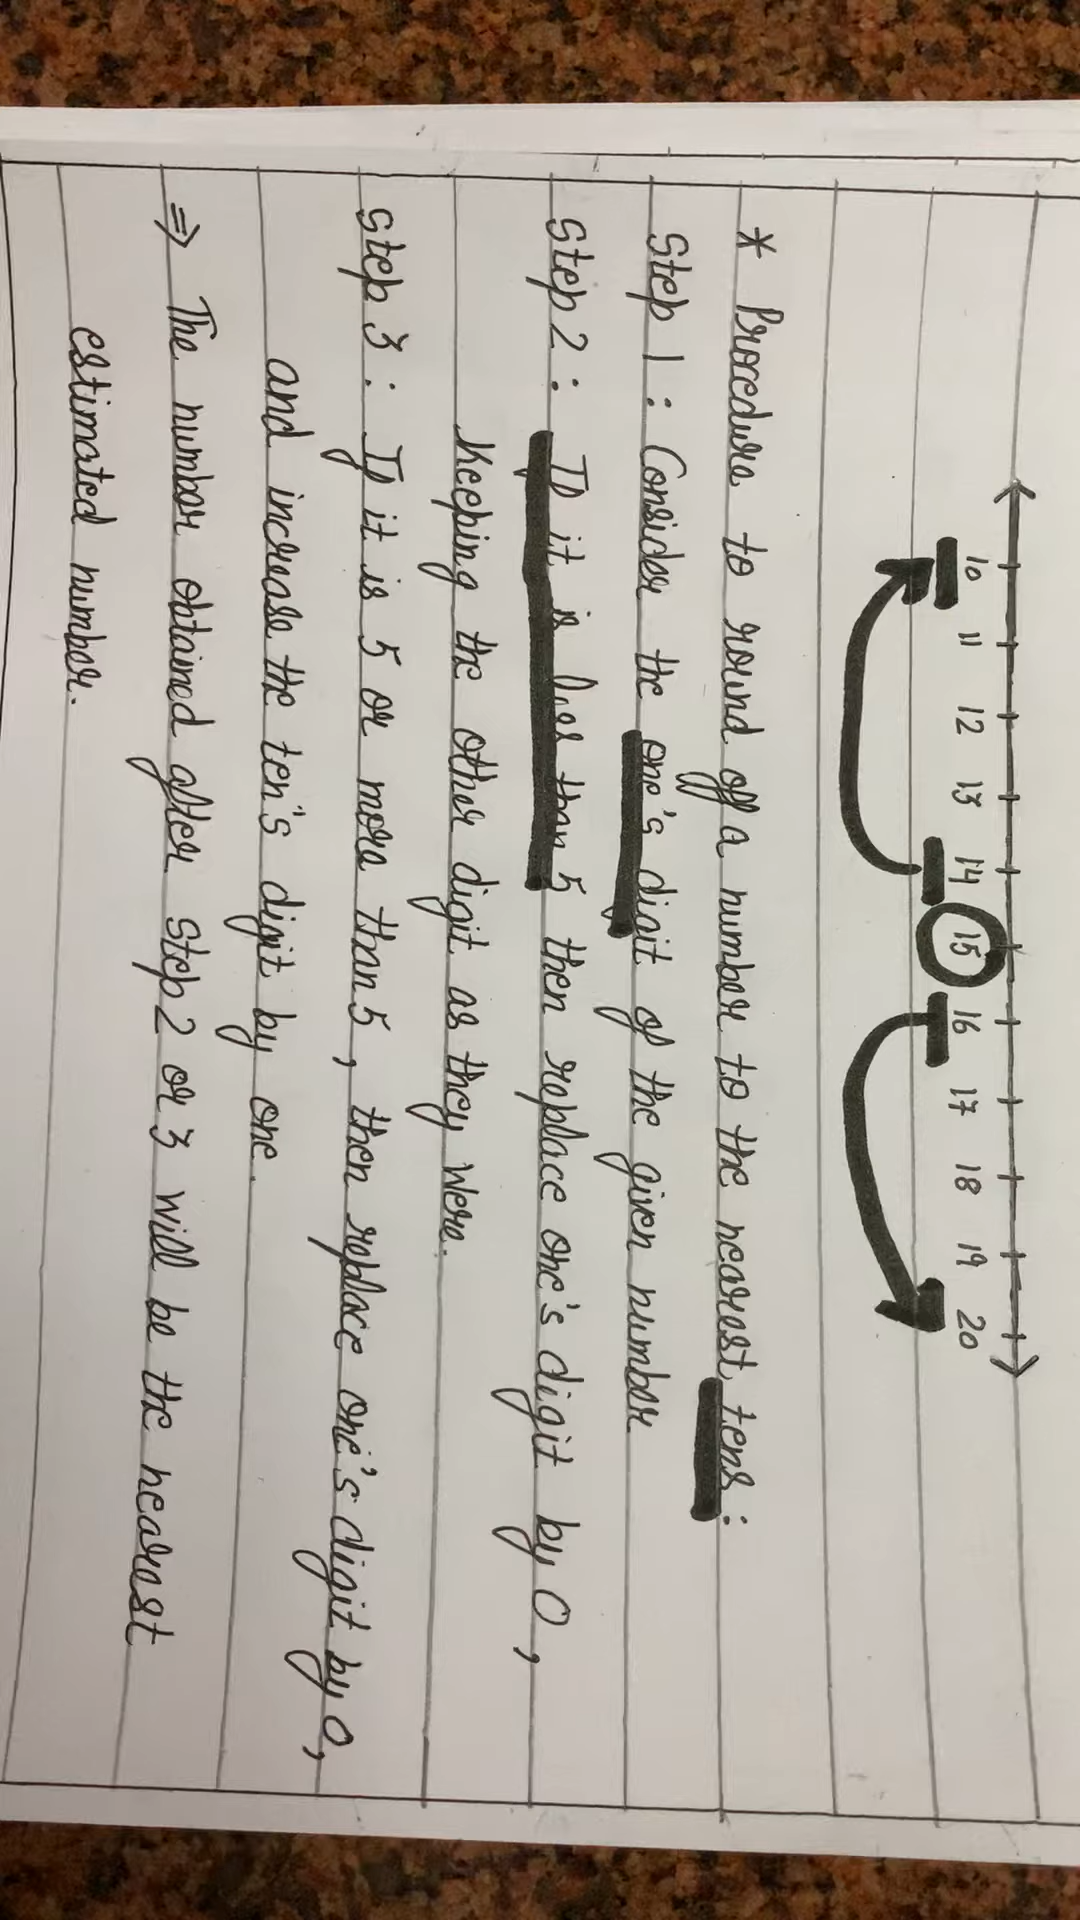 10 11 12 13 14 15 16 17 18 19 20
* Procedure to round off a number to the nearest tens:
Step 1: Consider the one's digit of the given number
Step 2: If it is less than 5 then replace one's digit by 0,
Keeping the other digit as they were.
Step 3: If it is 5 or more than 5, then replace one's digit by 0,
and increase the ten's digit by one.
⇒ The number obtained after step 2 or 3 will be the nearest
estimated number.